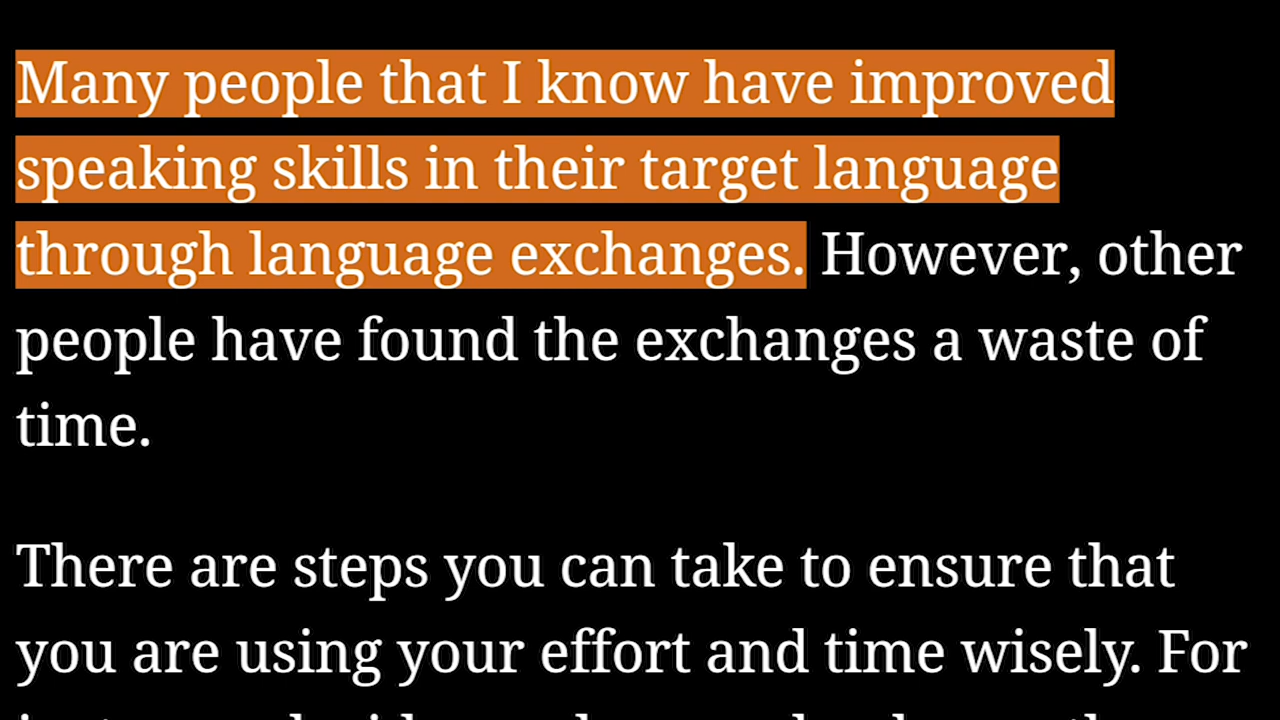 Many people that I know have improved
speaking skills in their target language
through language exchanges. However, other
people have found the exchanges a waste of
time.
There are steps you can take to ensure that
you are using your effort and time wisely. For